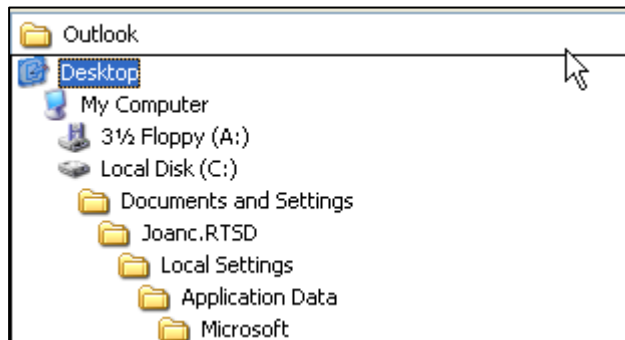 Outlook
Desktop
My Computer
3½ Floppy (A:)
Local Disk (C:)
Documents and Settings
Joanc.RTSD
Local Settings
Application Data
Microsoft